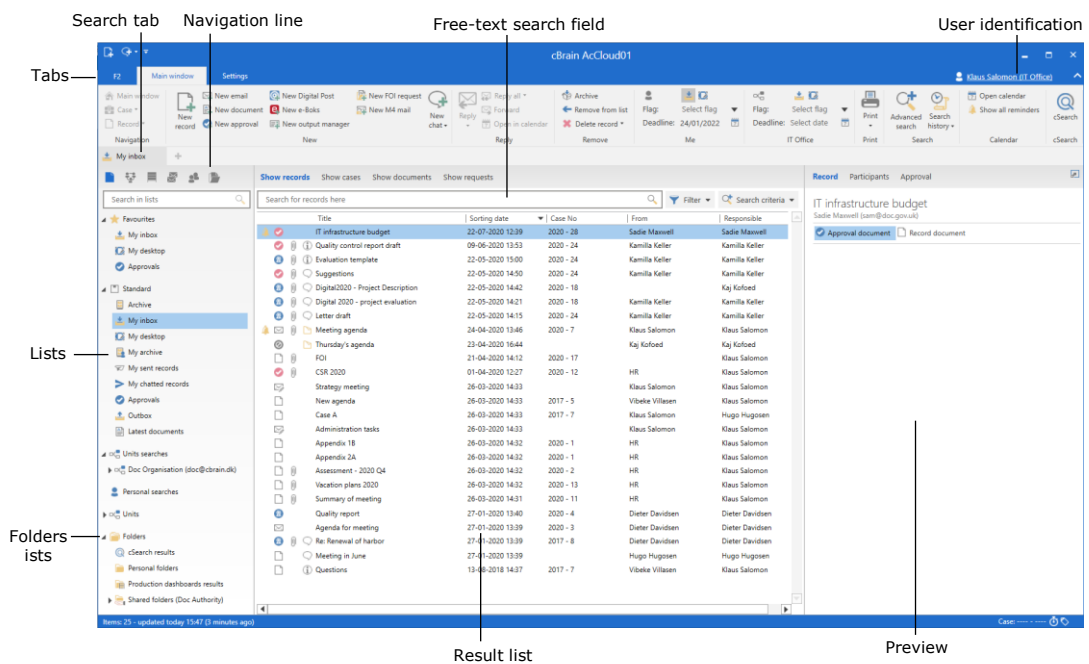 Search tab Navigation line Free-text search field User identification
cBrain AcCloud01
Tabs
F2 Main window Settings Klaus Salomon (IT Office)
Main window New email New Digital Post New FOI request Reply all Archive Open calendar
Case New document New e-Boks New M4 mail Forward Remove from list Flag: Select flag Flag: Select flag Show all reminders
Record New record New approval New output manager New chat Reply Open in calendar Delete record Deadline: 24/01/2022 Deadline: Select date Print Advanced search Search history cSearch
Navigation New Reply Remove Me IT Office Print Search Calendar cSearch
My inbox +
Show records Show cases Show documents Show requests
Record Participants Approval
Search in lists
Search for records here Filter Search criteria
IT infrastructure budget
Sadie Maxwell (sam@doc.gov.uk)
Approval document Record document
Favourites
My inbox
My desktop
Approvals
Standard
Archive
My inbox
My desktop
Lists
My archive
My sent records
My chatted records
Approvals
Outbox
Latest documents
Units searches
Doc Organisation (doc@cbrain.dk)
Personal searches
Units
Folders
ists
Folders
cSearch results
Personal folders
Production dashboards results
Shared folders (Doc Authority)
Title Sorting date Case No From Responsible
IT infrastructure budget 22-07-2020 12:39 2020 - 28 Sadie Maxwell Sadie Maxwell
Quality control report draft 09-06-2020 13:53 2020 - 24 Kamilla Keller Kamilla Keller
Evaluation template 22-05-2020 15:00 2020 - 24 Kamilla Keller Kamilla Keller
Suggestions 22-05-2020 14:50 2020 - 24 Kamilla Keller Kamilla Keller
Digital2020 - Project Description 22-05-2020 14:42 2020 - 18 Kaj Kofoed
Digital 2020 - project evaluation 22-05-2020 14:21 2020 - 18 Kamilla Keller Kamilla Keller
Letter draft 22-05-2020 14:15 2020 - 24 Kamilla Keller Kamilla Keller
Meeting agenda 24-04-2020 13:46 2020 - 7 Klaus Salomon Klaus Salomon
Thursday's agenda 23-04-2020 16:44 Kaj Kofoed Kaj Kofoed
FOI 21-04-2020 14:12 2020 - 17 Klaus Salomon
CSR 2020 01-04-2020 12:27 2020 - 12 HR Klaus Salomon
Strategy meeting 26-03-2020 14:33 Klaus Salomon Klaus Salomon
New agenda 26-03-2020 14:33 2017 - 5 Vibeke Villasen Klaus Salomon
Case A 26-03-2020 14:33 2017 - 7 Klaus Salomon Hugo Hugosen
Administration tasks 26-03-2020 14:33 Klaus Salomon Klaus Salomon
Appendix 1B 26-03-2020 14:32 2020 - 1 HR Klaus Salomon
Appendix 2A 26-03-2020 14:32 2020 - 1 HR Klaus Salomon
Assessment - 2020 Q4 26-03-2020 14:32 2020 - 2 HR Klaus Salomon
Vacation plans 2020 26-03-2020 14:32 2020 - 13 HR Klaus Salomon
Summary of meeting 26-03-2020 14:31 2020 - 11 HR Klaus Salomon
Quality report 27-01-2020 13:40 2020 - 4 Dieter Davidsen Dieter Davidsen
Agenda for meeting 27-01-2020 13:39 2020 - 3 Dieter Davidsen Dieter Davidsen
Re: Renewal of harbor 27-01-2020 13:39 2017 - 8 Dieter Davidsen Dieter Davidsen
Meeting in June 27-01-2020 13:39 Hugo Hugosen Hugo Hugosen
Questions 13-08-2018 14:37 2017 - 7 Vibeke Villasen Klaus Salomon
Items: 25 - updated today 15:47 (3 minutes ago) Case: ---- - ----
Result list Preview